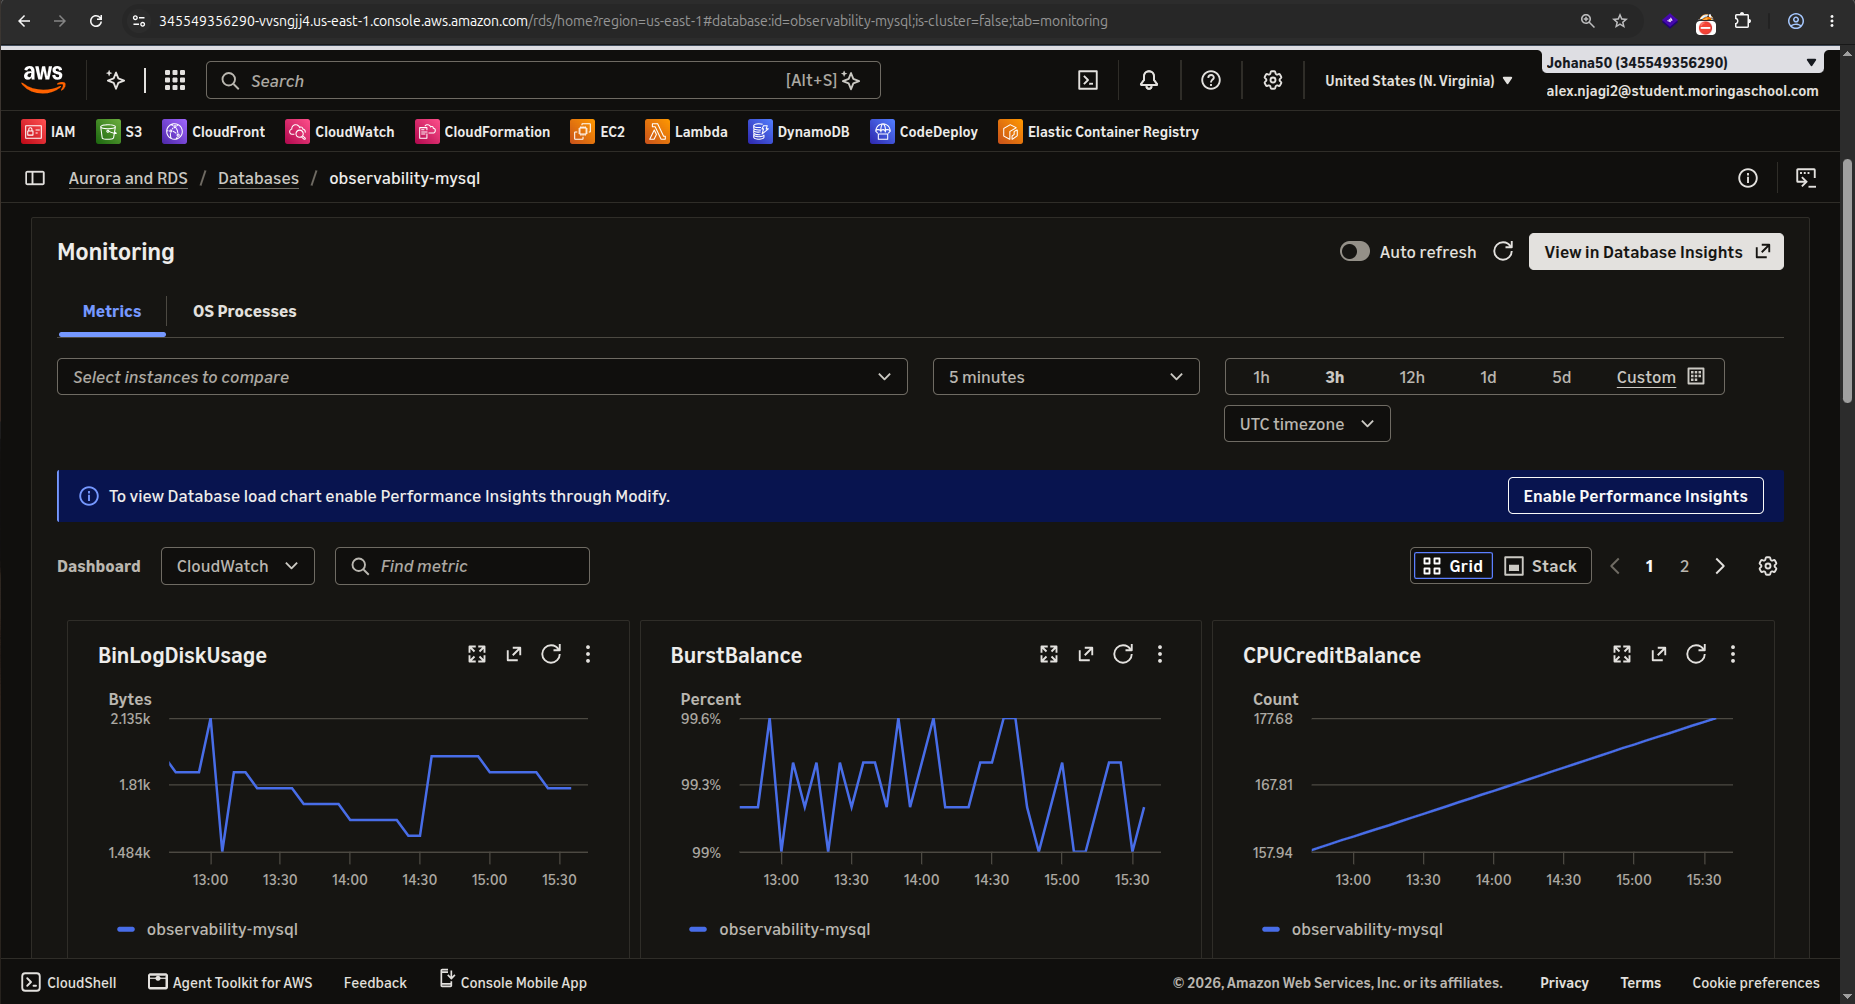 345549356290-vvsngjj4.us-east-1.console.aws.amazon.com/rds/home?region=us-east-1#database:id=observability-mysql;is-cluster=false;tab=monitoring
aws
Search [Alt+S]
United States (N. Virginia)
Johana50 (345549356290)
alex.njagi2@student.moringaschool.com
IAM S3 CloudFront CloudWatch CloudFormation EC2 Lambda DynamoDB CodeDeploy Elastic Container Registry
Aurora and RDS / Databases / observability-mysql
Monitoring
Auto refresh
View in Database Insights
Metrics OS Processes
Select instances to compare
5 minutes
1h 3h 12h 1d 5d Custom
UTC timezone
To view Database load chart enable Performance Insights through Modify.
Enable Performance Insights
Dashboard CloudWatch Find metric
Grid Stack 1 2
BinLogDiskUsage
Bytes
2.135k
1.81k
1.484k
13:00 13:30 14:00 14:30 15:00 15:30
observability-mysql
BurstBalance
Percent
99.6%
99.3%
99%
13:00 13:30 14:00 14:30 15:00 15:30
observability-mysql
CPUCreditBalance
Count
177.68
167.81
157.94
13:00 13:30 14:00 14:30 15:00 15:30
observability-mysql
CloudShell Agent Toolkit for AWS Feedback Console Mobile App
© 2026, Amazon Web Services, Inc. or its affiliates. Privacy Terms Cookie preferences